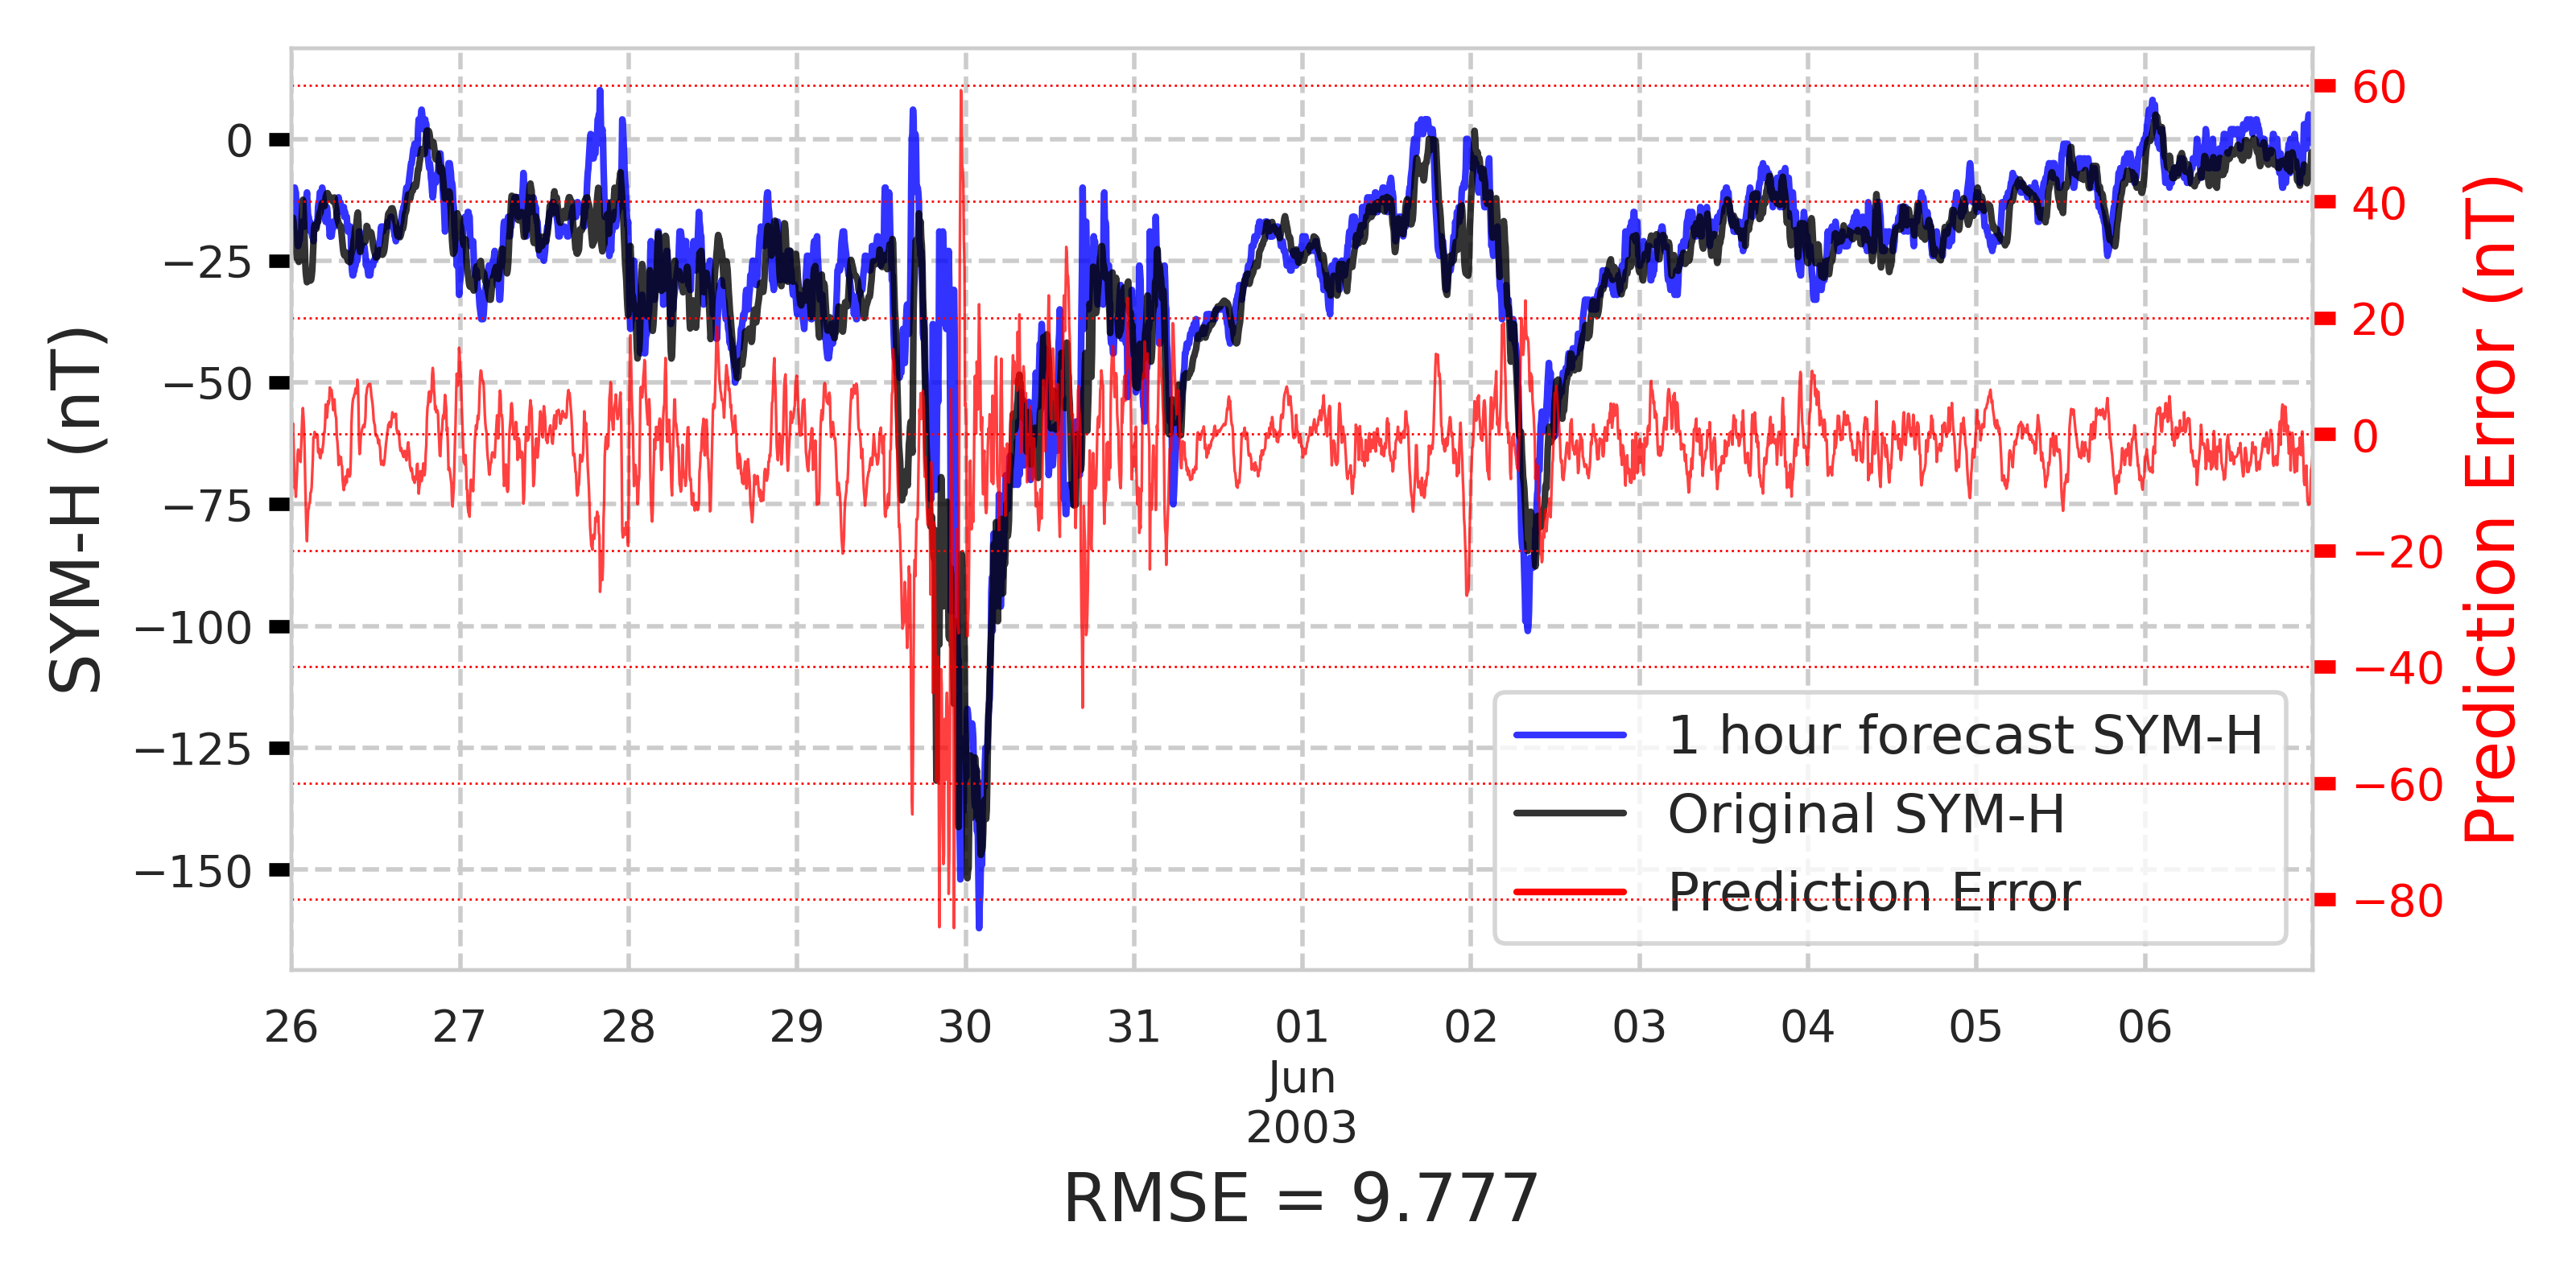 SYM-H (nT)
0
−25
−50
−75
−100
−125
−150
60
40
20
0
−20
−40
−60
−80
Prediction Error (nT)
1 hour forecast SYM-H
Original SYM-H
Prediction Error
26 27 28 29 30 31 01 02 03 04 05 06
Jun
2003
RMSE = 9.777